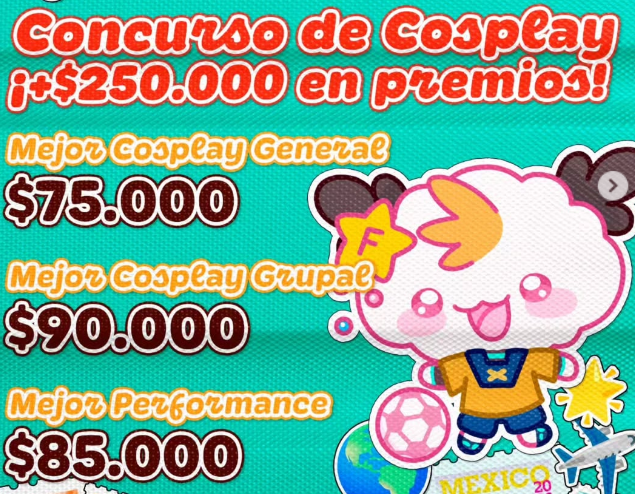 Concurso de Cosplay
¡+$250.000 en premios!
Mejor Cosplay General
$75.000
F
Mejor Cosplay Grupal
$90.000
Mejor Performance
$85.000
MEXICO
20